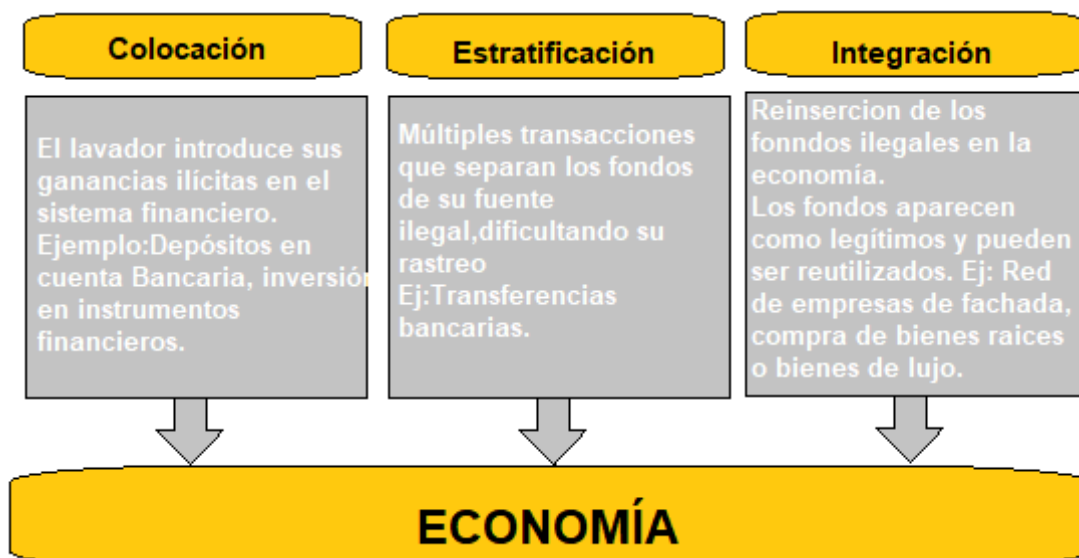 Colocación
El lavador introduce sus
ganancias ilícitas en el
sistema financiero.
Ejemplo:Depósitos en
cuenta Bancaria, inversión
en instrumentos
financieros.
Estratificación
Múltiples transacciones
que separan los fondos
de su fuente
ilegal,dificultando su
rastreo
Ej:Transferencias
bancarias.
Integración
Reinsercion de los
fonndos ilegales en la
economía.
Los fondos aparecen
como legítimos y pueden
ser reutilizados. Ej: Red
de empresas de fachada,
compra de bienes raices
o bienes de lujo.
ECONOMÍA